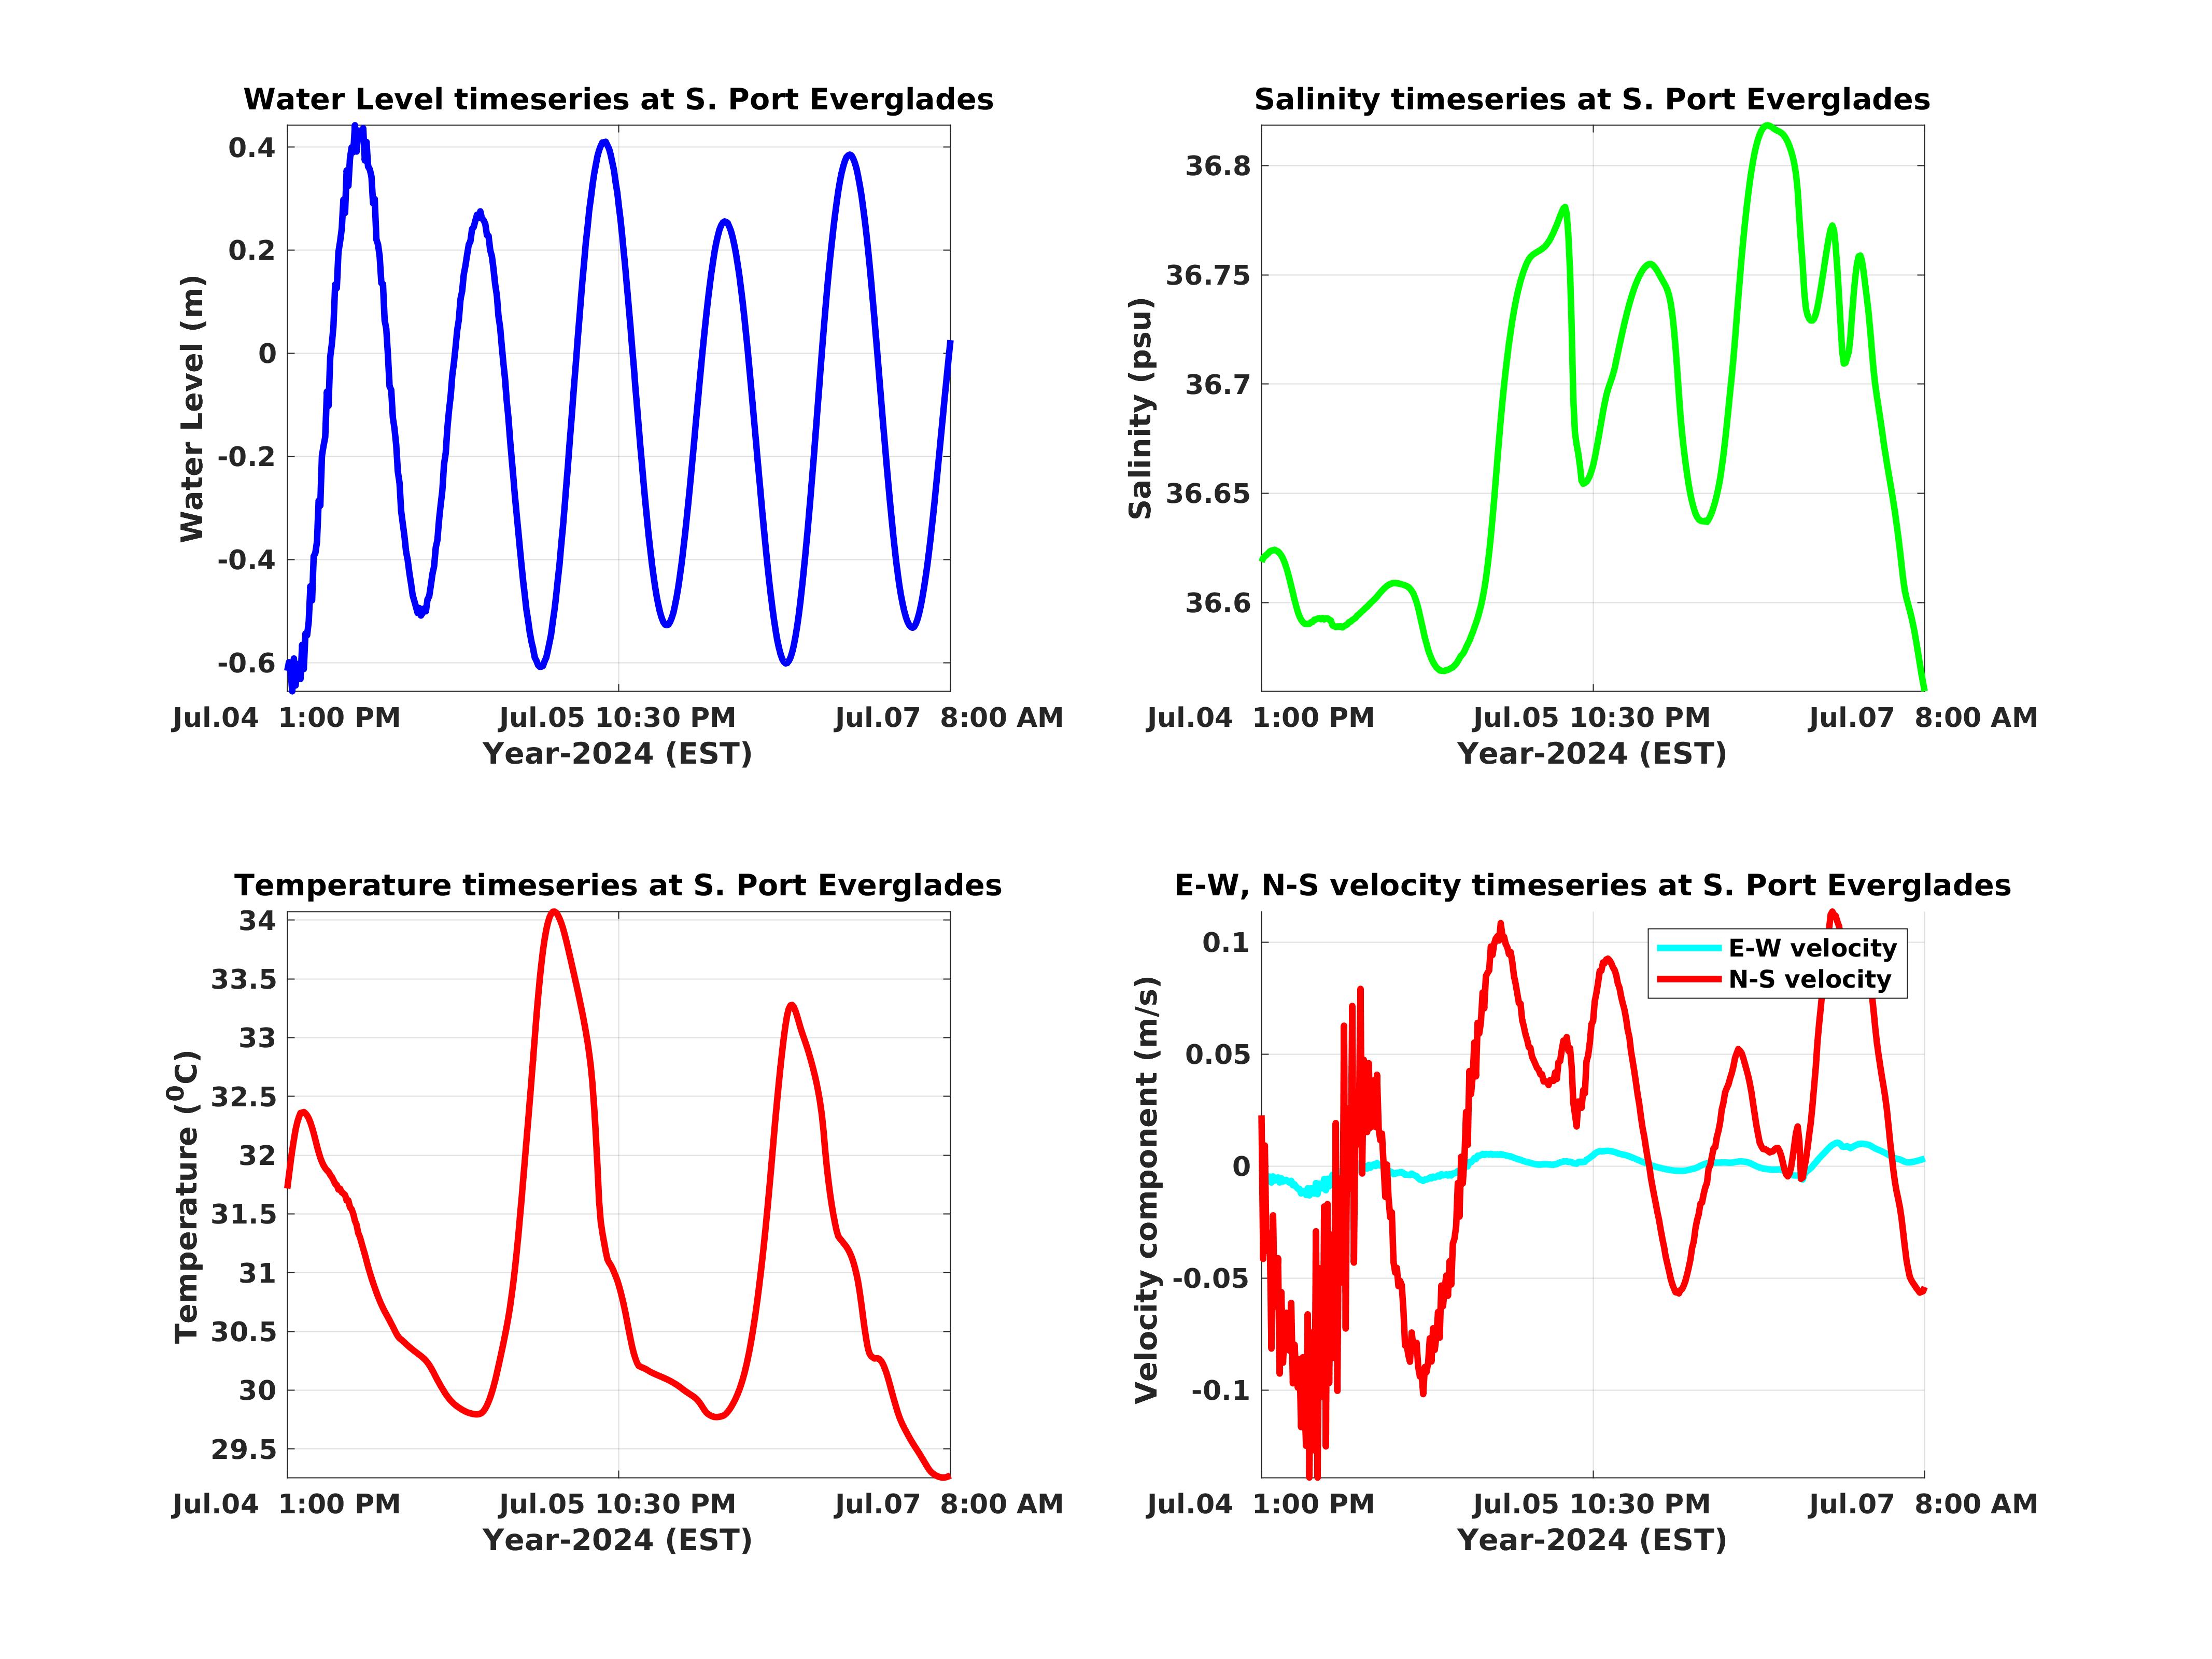 Water Level timeseries at S. Port Everglades
0.4
0.2
0
-0.2
-0.4
-0.6
Water Level (m)
Jul.04 1:00 PM
Jul.05 10:30 PM
Jul.07 8:00 AM
Year-2024 (EST)
Salinity timeseries at S. Port Everglades
36.8
36.75
36.7
36.65
36.6
Salinity (psu)
Jul.04 1:00 PM
Jul.05 10:30 PM
Jul.07 8:00 AM
Year-2024 (EST)
Temperature timeseries at S. Port Everglades
34
33.5
33
32.5
32
31.5
31
30.5
30
29.5
Temperature (⁰C)
Jul.04 1:00 PM
Jul.05 10:30 PM
Jul.07 8:00 AM
Year-2024 (EST)
E-W, N-S velocity timeseries at S. Port Everglades
E-W velocity
N-S velocity
0.1
0.05
0
-0.05
-0.1
Velocity component (m/s)
Jul.04 1:00 PM
Jul.05 10:30 PM
Jul.07 8:00 AM
Year-2024 (EST)